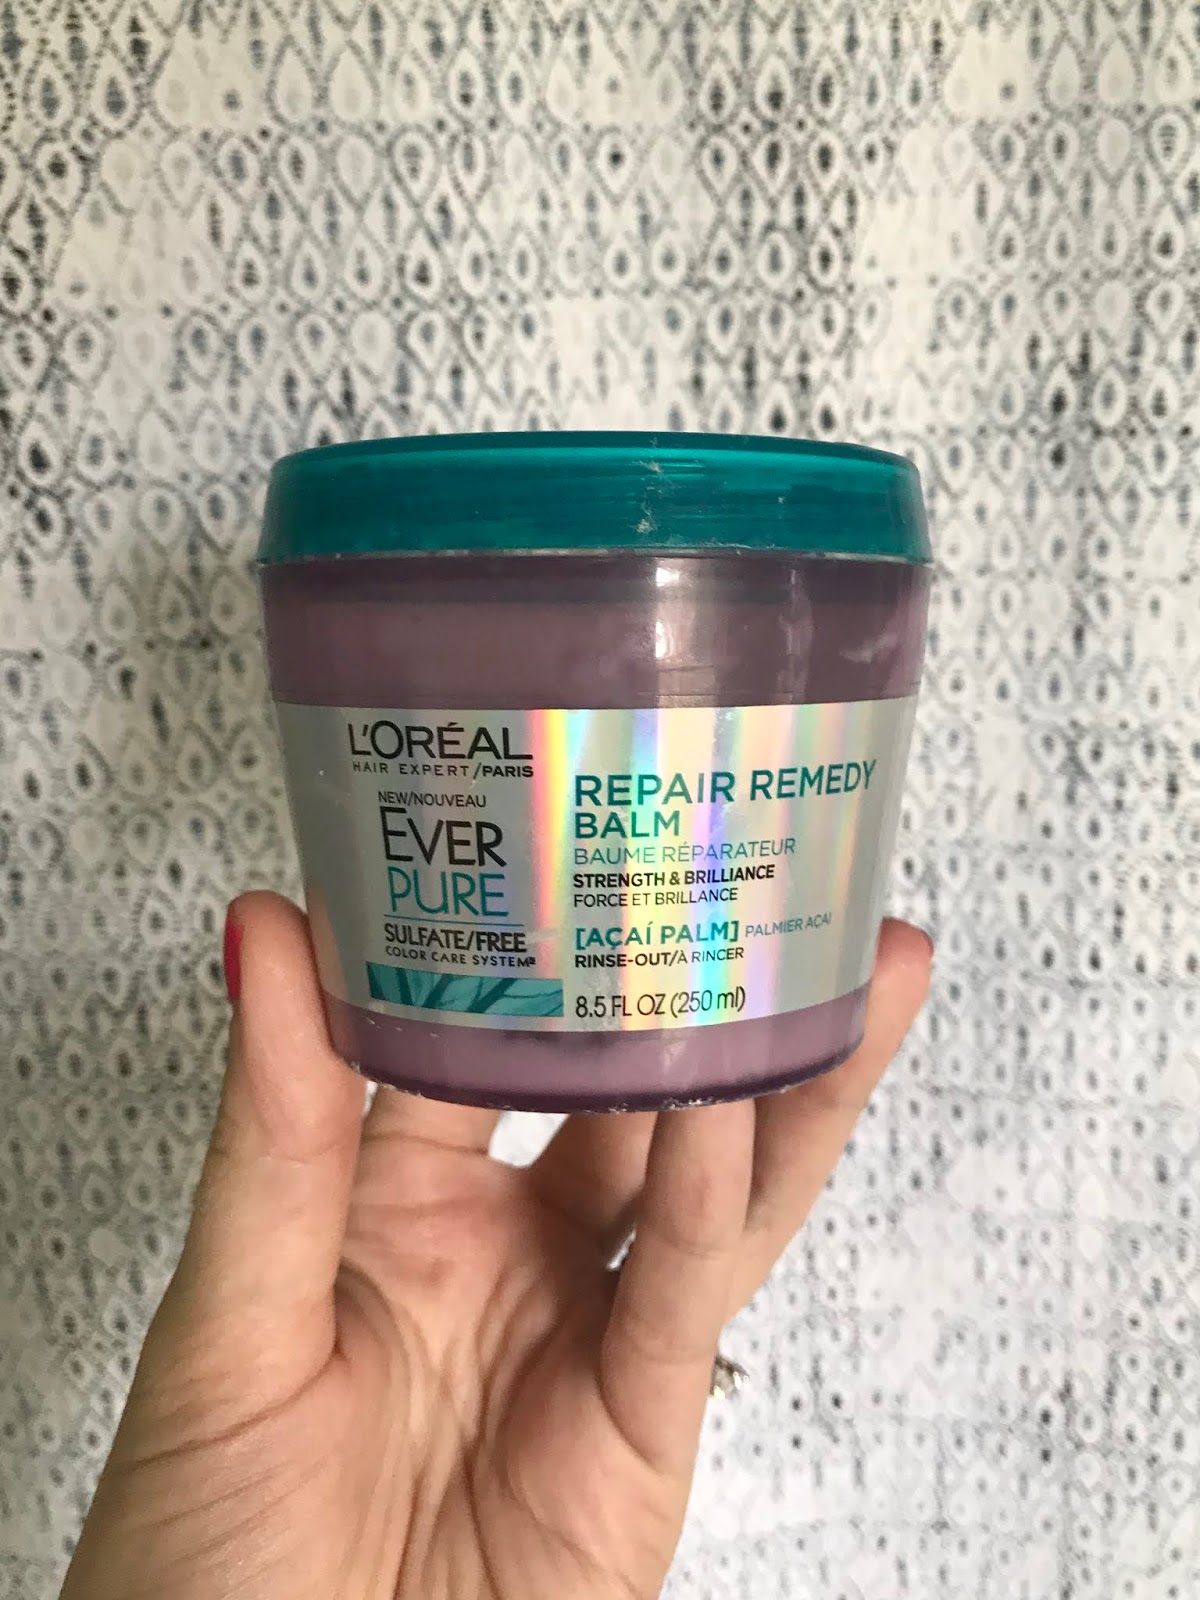 L'ORÉAL
HAIR EXPERT/PARIS
NEW/NOUVEAU
EVER
PURE
SULFATE/FREE
COLOR CARE SYSTEM
REPAIR REMEDY
BALM
BAUME RÉPARATEUR
STRENGTH & BRILLIANCE
FORCE ET BRILLANCE
[AÇAÍ PALM] PALMIER AÇAI
RINSE-OUT/À RINCER
8.5 FL OZ (250 ml)